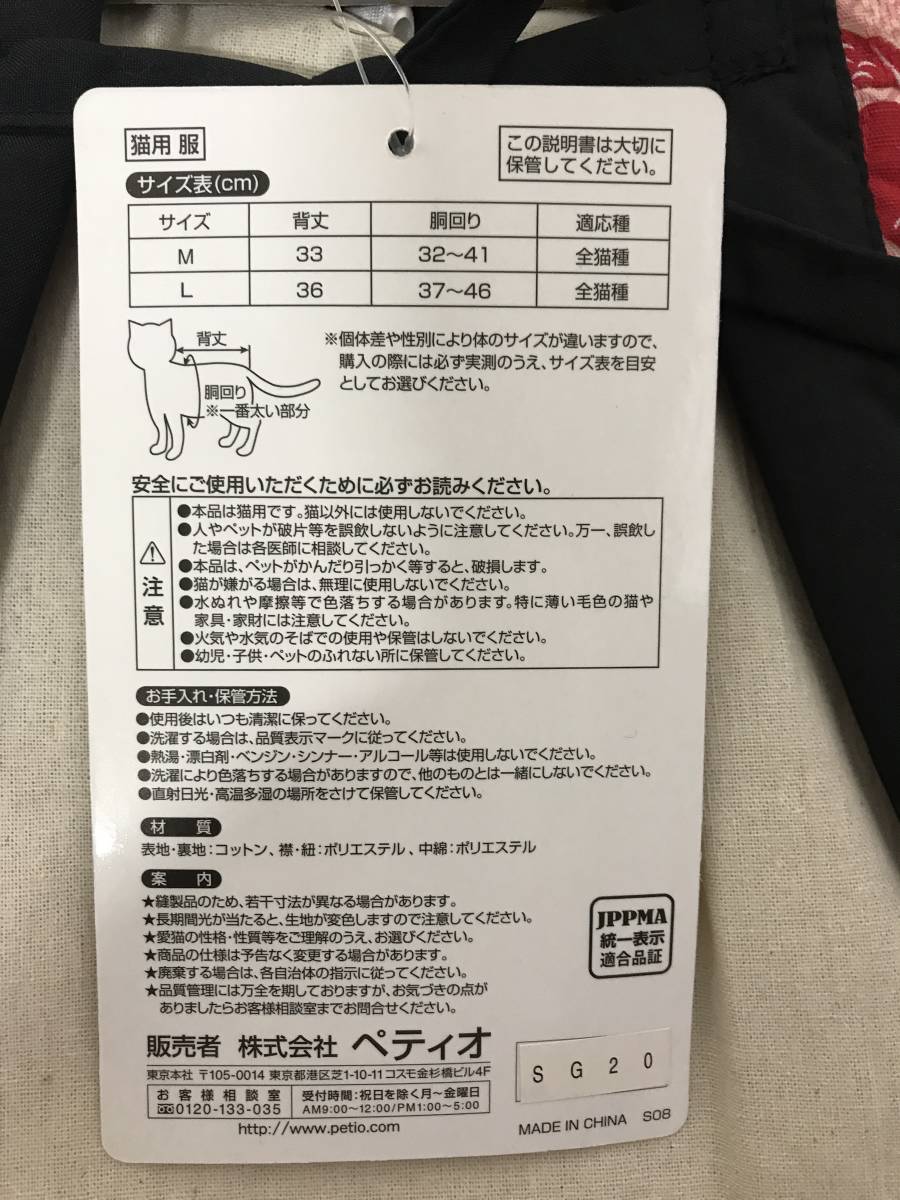 猫用 服
この説明書は大切に
保管してください。
サイズ表(cm)
サイズ 背丈 胴回り 適応種
M 33 32～41 全猫種
L 36 37～46 全猫種
背丈
胴回り
※一番太い部分
※個体差や性別により体のサイズが違いますので、
購入の際には必ず実測のうえ、サイズ表を目安
としてお選びください。
安全にご使用いただくために必ずお読みください。
注意
●本品は猫用です。猫以外には使用しないでください。
●人やペットが破片等を誤飲しないように注意してください。万一、誤飲し
た場合は各医師に相談してください。
●本品は、ペットがかんだり引っかく等すると、破損します。
●猫が嫌がる場合は、無理に使用しないでください。
●水ぬれや摩擦等で色落ちする場合があります。特に薄い毛色の猫や
家具・家財には注意してください。
●火気や水気のそばでの使用や保管はしないでください。
●幼児・子供・ペットのふれない所に保管してください。
お手入れ・保管方法
●使用後はいつも清潔に保ってください。
●洗濯する場合は、品質表示マークに従ってください。
●熱湯・漂白剤・ベンジン・シンナー・アルコール等は使用しないでください。
●洗濯により色落ちする場合がありますので、他のものとは一緒にしないでください。
●直射日光・高温多湿の場所をさけて保管してください。
材 質
表地・裏地：コットン、襟・紐：ポリエステル、中綿：ポリエステル
案 内
★縫製品のため、若干寸法が異なる場合があります。
★長期間光が当たると、生地が変色しますので注意してください。
★愛猫の性格・性質等をご理解のうえ、お選びください。
★商品の仕様は予告なく変更する場合があります。
★廃棄する場合は、各自治体の指示に従ってください。
★品質管理には万全を期しておりますが、お気づきの点が
ありましたらお客様相談室までお問合せください。
JPPMA
統一表示
適合品証
販売者 株式会社 ペティオ
東京本社 〒105-0014 東京都港区芝1-10-11 コスモ金杉橋ビル4F
お客様相談室
0120-133-035
受付時間：祝日を除く月～金曜日
AM9:00～12:00/PM1:00～5:00
http://www.petio.com
SG20
MADE IN CHINA S08